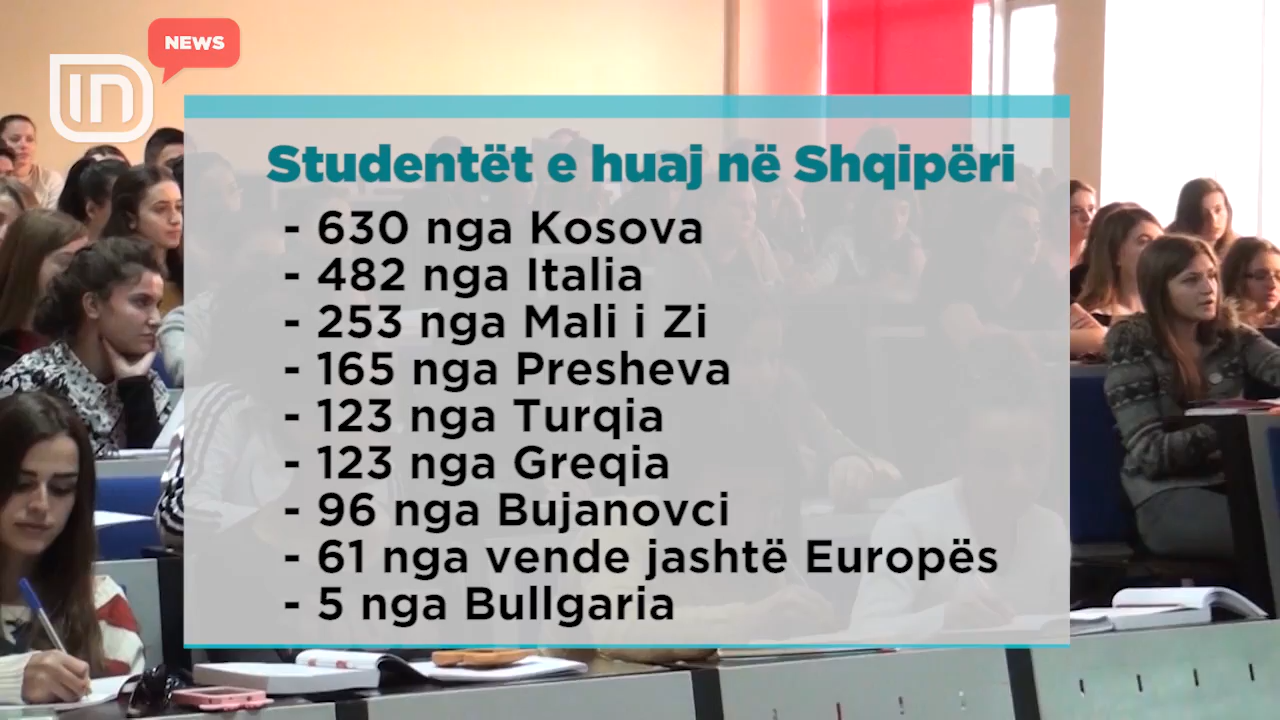 NEWS
IN
Studentët e huaj në Shqipëri
- 630 nga Kosova
- 482 nga Italia
- 253 nga Mali i Zi
- 165 nga Presheva
- 123 nga Turqia
- 123 nga Greqia
- 96 nga Bujanovci
- 61 nga vende jashtë Europës
- 5 nga Bullgaria